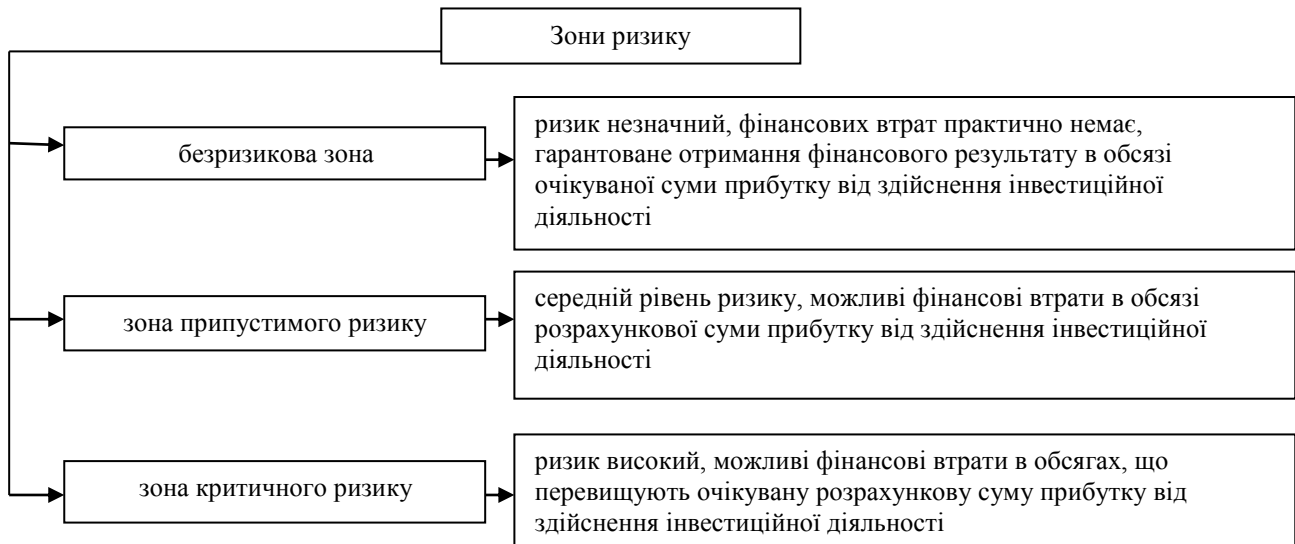 Зони ризику
безризикова зона
ризик незначний, фінансових втрат практично немає,
гарантоване отримання фінансового результату в обсязі
очікуваної суми прибутку від здійснення інвестиційної
діяльності
зона припустимого ризику
середній рівень ризику, можливі фінансові втрати в обсязі
розрахункової суми прибутку від здійснення інвестиційної
діяльності
зона критичного ризику
ризик високий, можливі фінансові втрати в обсягах, що
перевищують очікувану розрахункову суму прибутку від
здійснення інвестиційної діяльності